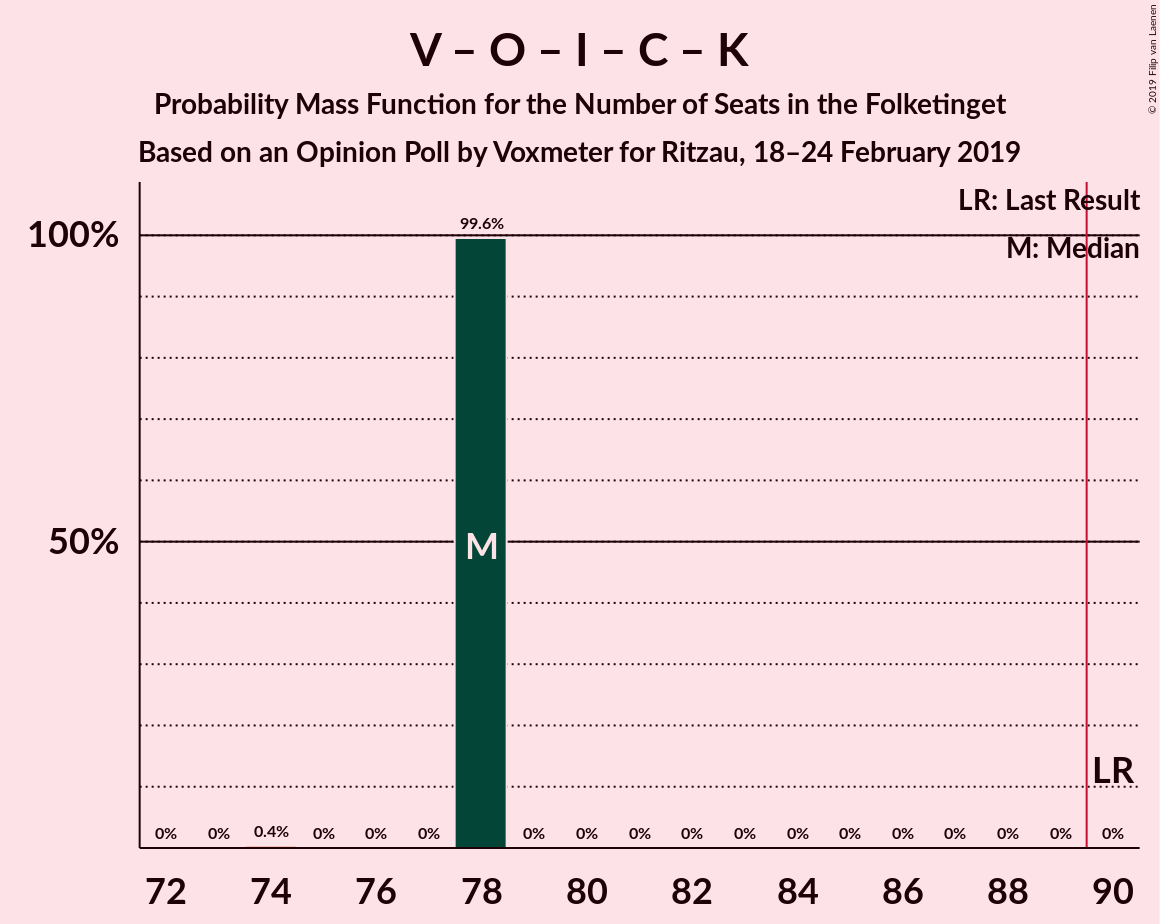 V – O – I – C – K
Probability Mass Function for the Number of Seats in the Folketinget
Based on an Opinion Poll by Voxmeter for Ritzau, 18–24 February 2019
© 2019 Filip van Laenen
LR: Last Result
M: Median
100%
50%
99.6%
M
LR
0% 0% 0.4% 0% 0% 0% 0% 0% 0% 0% 0% 0% 0% 0% 0% 0% 0% 0%
72 74 76 78 80 82 84 86 88 90